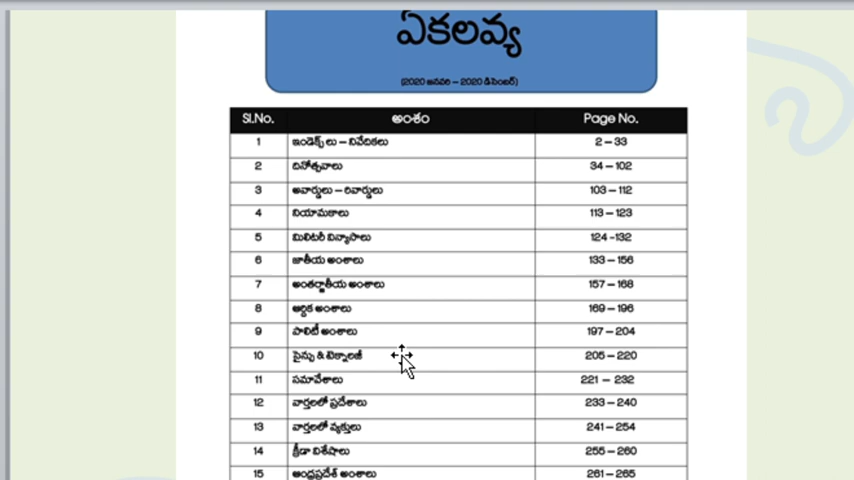 ఏకలవ్య
(2020 జనవరి – 2020 డిసెంబర్)
Sl.No. అంశం Page No.
1 ఇండెక్స్ లు – నివేదికలు 2 – 33
2 దినోత్సవాలు 34 – 102
3 అవార్డులు – రివార్డులు 103 – 112
4 నియామకాలు 113 – 123
5 మిలిటరీ విన్యాసాలు 124 -132
6 జాతీయ అంశాలు 133 – 156
7 అంతర్జాతీయ అంశాలు 157 – 168
8 ఆర్థిక అంశాలు 169 – 196
9 పాలిటీ అంశాలు 197 – 204
10 సైన్సు & టెక్నాలజీ 205 – 220
11 సమావేశాలు 221 – 232
12 వార్తలలో ప్రదేశాలు 233 – 240
13 వార్తలలో వ్యక్తులు 241 – 254
14 క్రీడా విశేషాలు 255 – 260
15 ఆంధ్రప్రదేశ్ అంశాలు 261 – 265